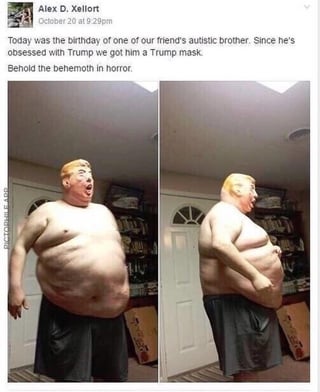 Alex D. Xellort
October 20 at 9:29pm
Today was the birthday of one of our friend's autistic brother. Since he's
obsessed with Trump we got him a Trump mask.
Behold the behemoth in horror.
PICTOPHILE APP